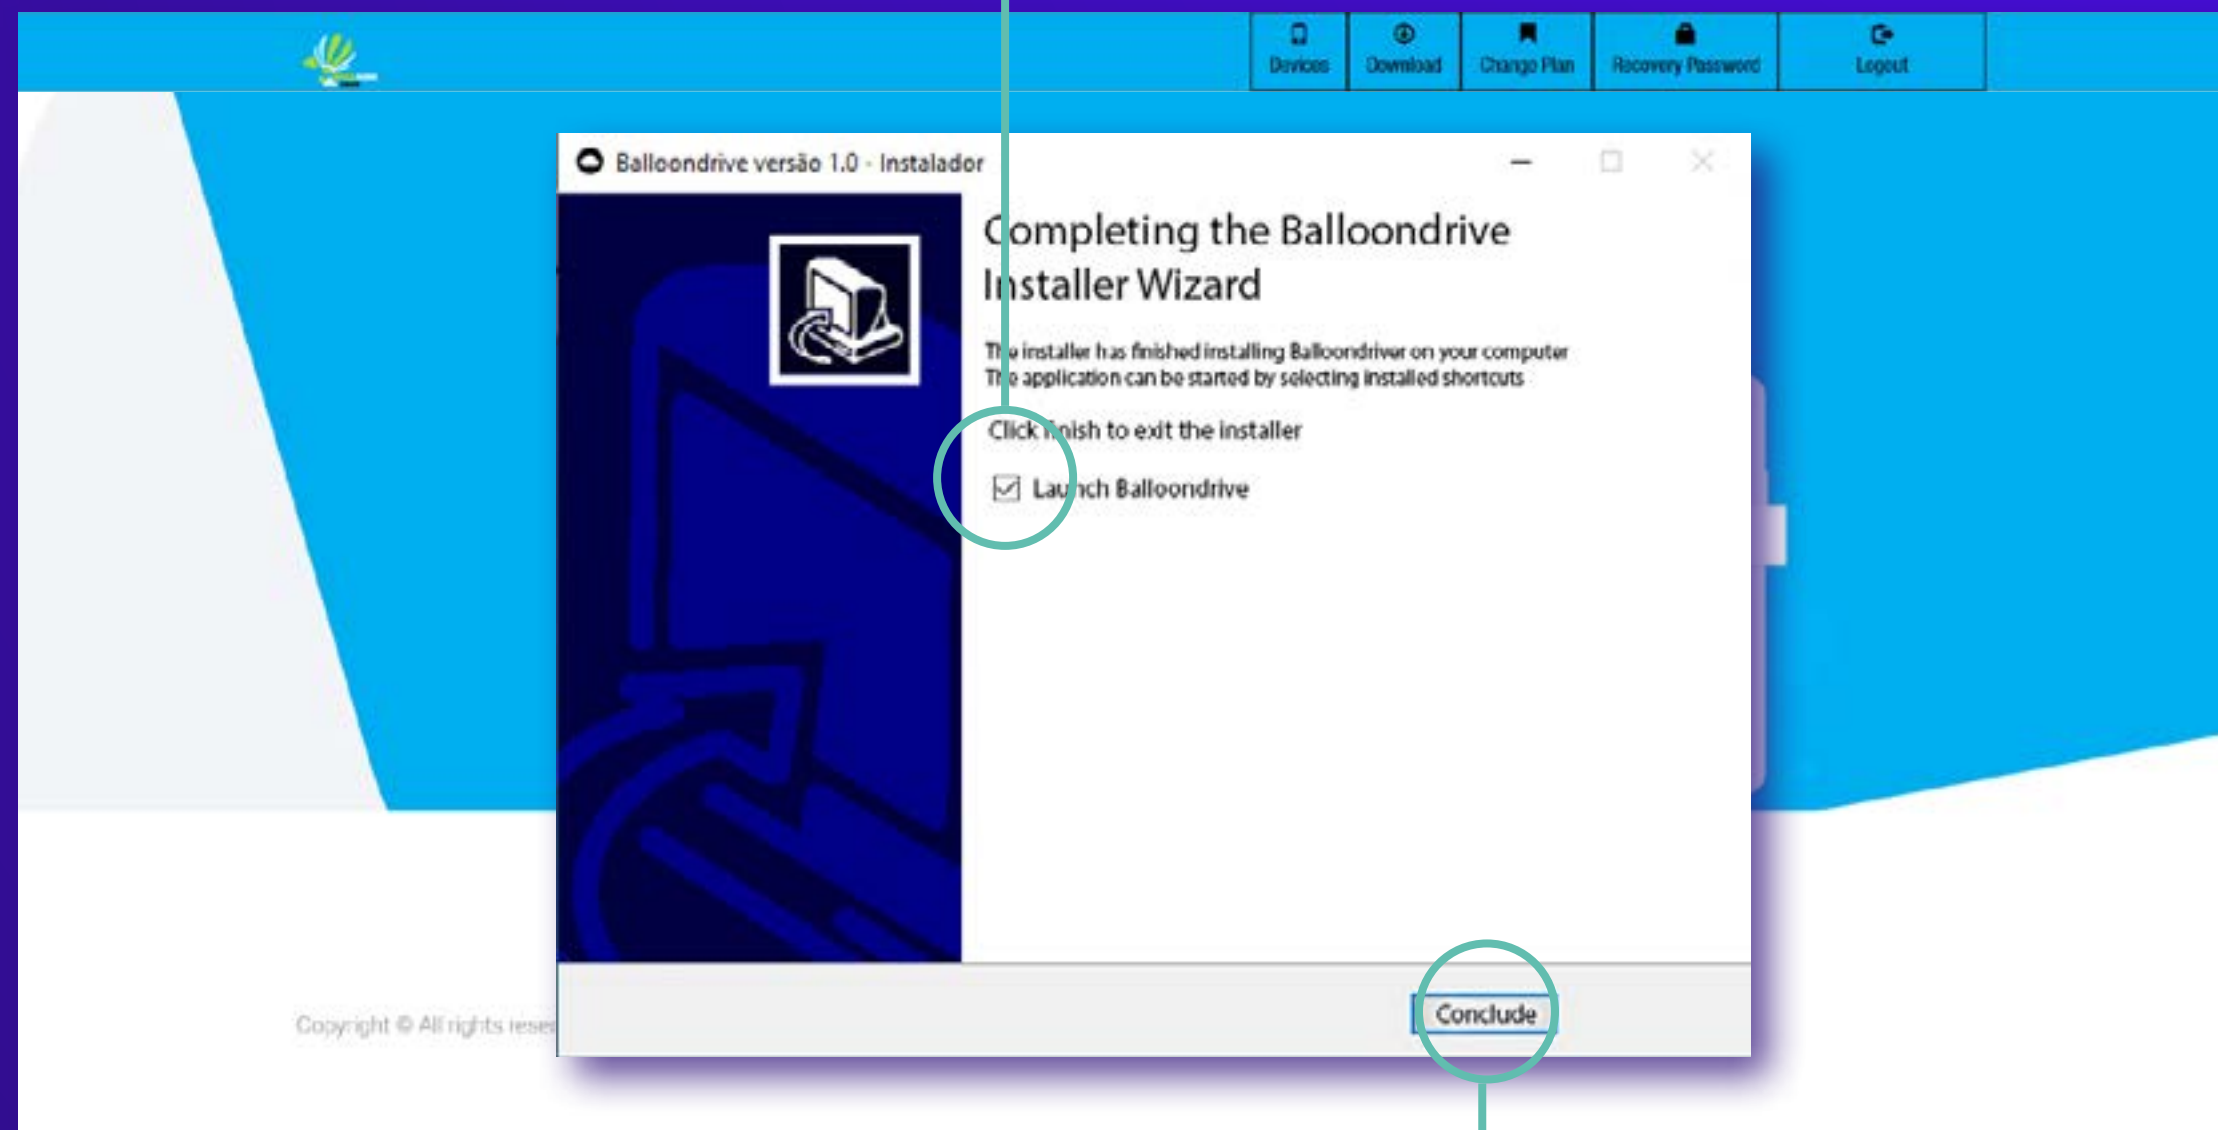 Devices
Download
Change Plan
Recovery Password
Logout
Balloondrive versão 1.0 - Instalador
Completing the Balloondrive
Installer Wizard
The installer has finished installing Balloondriver on your computer
The application can be started by selecting installed shortcuts
Click finish to exit the installer
Launch Balloondrive
Conclude
Copyright © All rights